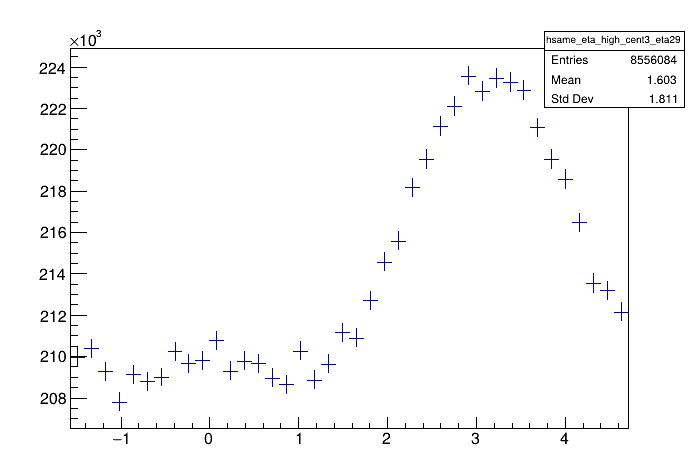 ×10³
hsame_eta_high_cent3_eta29
Entries 8556084
Mean 1.603
Std Dev 1.811
224
222
220
218
216
214
212
210
208
−1 0 1 2 3 4